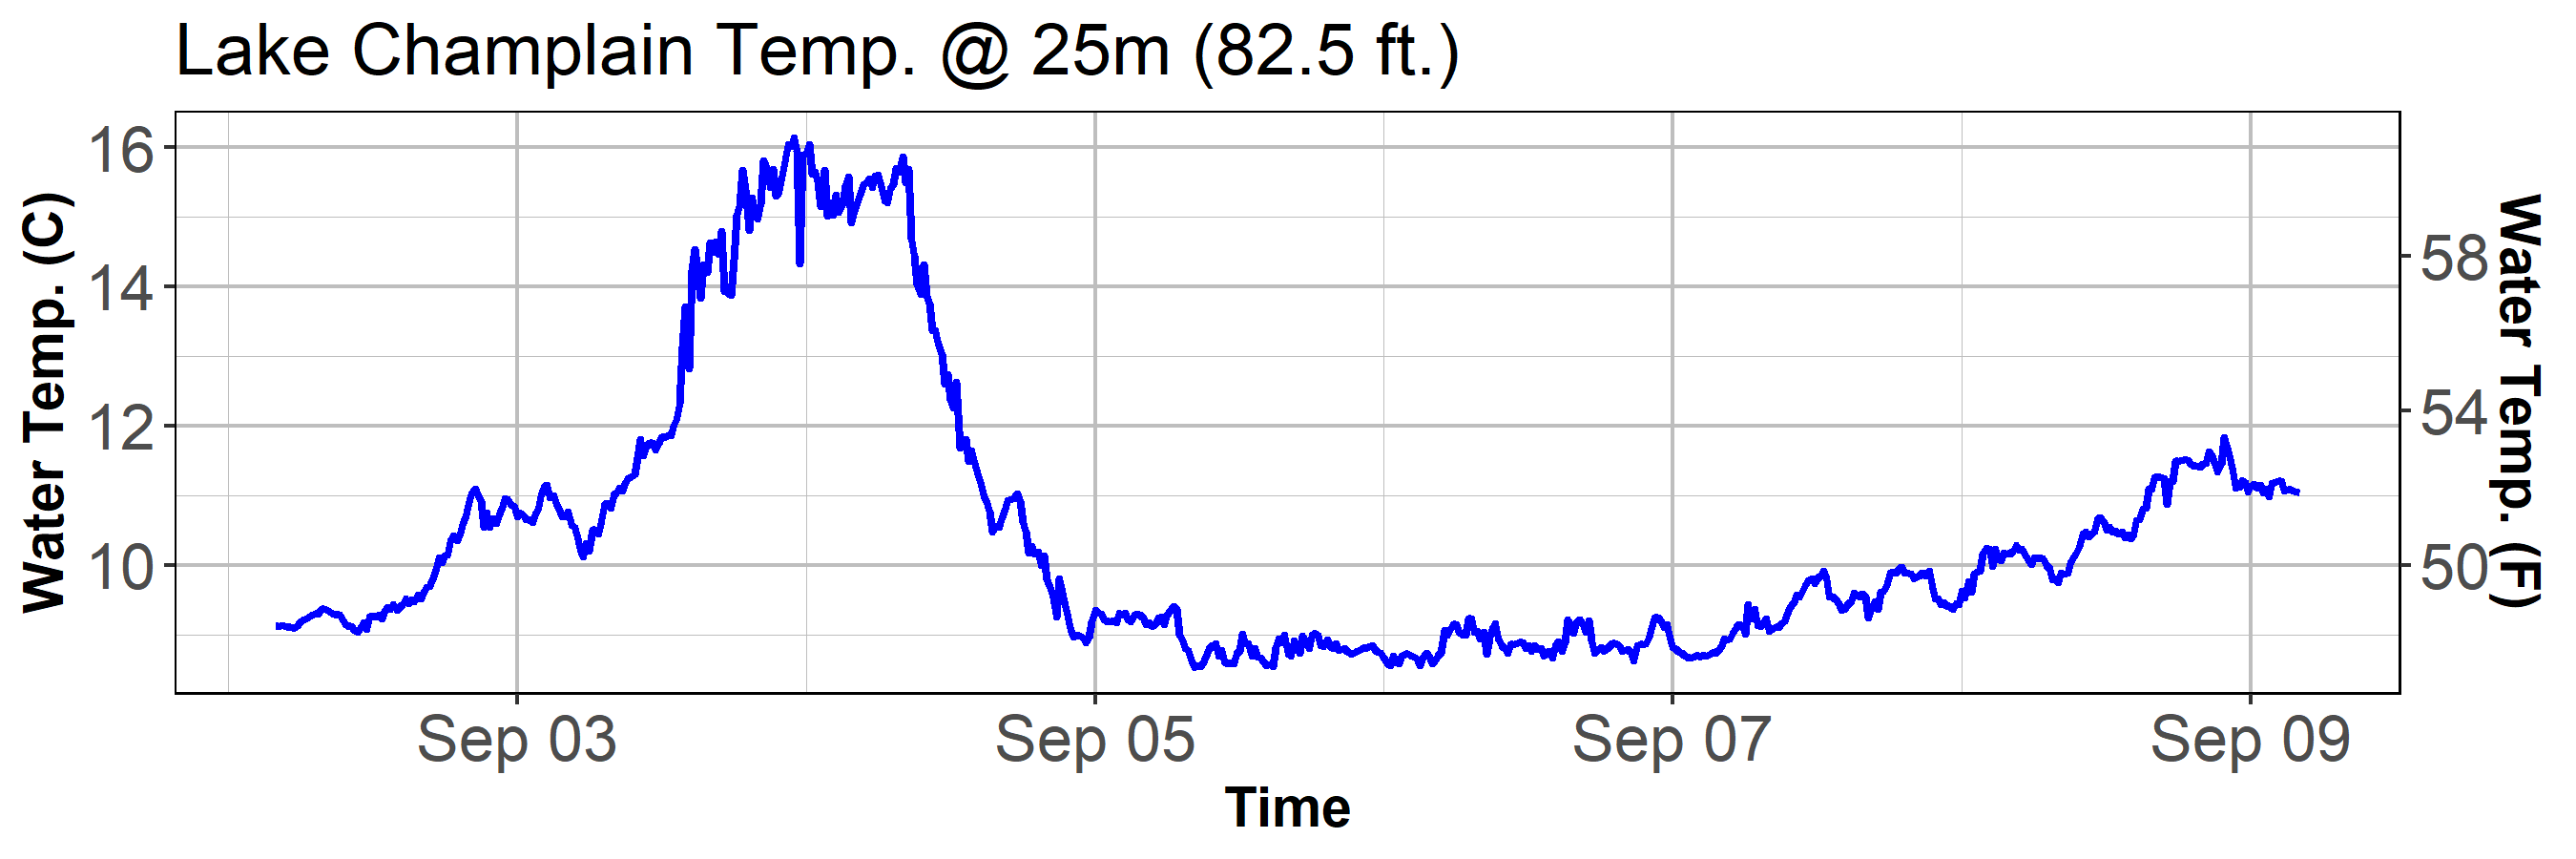 Lake Champlain Temp. @ 25m (82.5 ft.)
Water Temp. (C)
16
14
12
10
58
54
50
Water Temp. (F)
Sep 03
Sep 05
Sep 07
Sep 09
Time